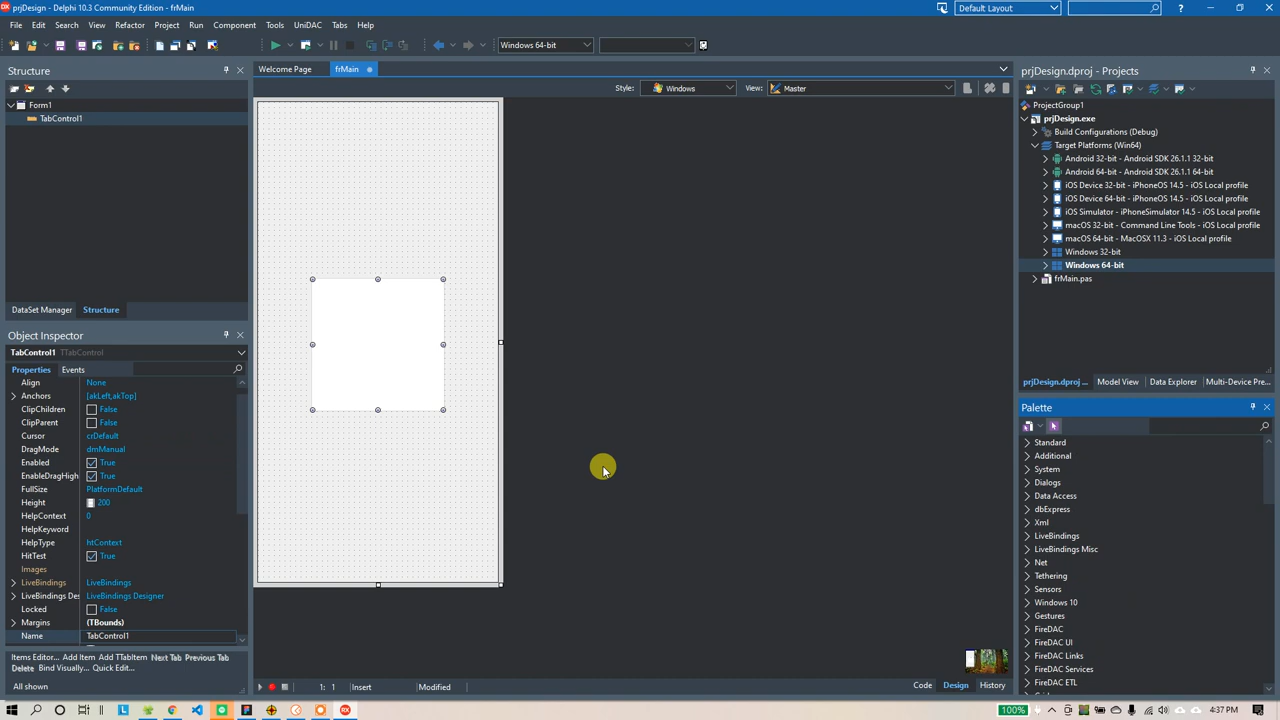 prjDesign - Delphi 10.3 Community Edition - frMain
Default Layout
File Edit Search View Refactor Project Run Component Tools UniDAC Tabs Help
Windows 64-bit
Structure
Form1
TabControl1
DataSet Manager Structure
Object Inspector
TabControl1 TTabControl
Properties Events
Align None
Anchors [akLeft,akTop]
ClipChildren False
ClipParent False
Cursor crDefault
DragMode dmManual
Enabled True
EnableDragHigh True
FullSize PlatformDefault
Height 200
HelpContext 0
HelpKeyword
HelpType htContext
HitTest True
Images
LiveBindings LiveBindings
LiveBindings Des LiveBindings Designer
Locked False
Margins (TBounds)
Name TabControl1
Items Editor... Add Item Add TTabItem Next Tab Previous Tab
Delete Bind Visually... Quick Edit...
All shown
Welcome Page frMain
Style: Windows View: Master
1: 1 Insert Modified
Code Design History
prjDesign.dproj - Projects
ProjectGroup1
prjDesign.exe
Build Configurations (Debug)
Target Platforms (Win64)
Android 32-bit - Android SDK 26.1.1 32-bit
Android 64-bit - Android SDK 26.1.1 64-bit
iOS Device 32-bit - iPhoneOS 14.5 - iOS Local profile
iOS Device 64-bit - iPhoneOS 14.5 - iOS Local profile
iOS Simulator - iPhoneSimulator 14.5 - iOS Local profile
macOS 32-bit - Command Line Tools - iOS Local profile
macOS 64-bit - MacOSX 11.3 - iOS Local profile
Windows 32-bit
Windows 64-bit
frMain.pas
prjDesign.dproj ... Model View Data Explorer Multi-Device Pre...
Palette
Standard
Additional
System
Dialogs
Data Access
dbExpress
Xml
LiveBindings
LiveBindings Misc
Net
Tethering
Sensors
Windows 10
Gestures
FireDAC
FireDAC UI
FireDAC Links
FireDAC Services
FireDAC ETL
100% 4:37 PM